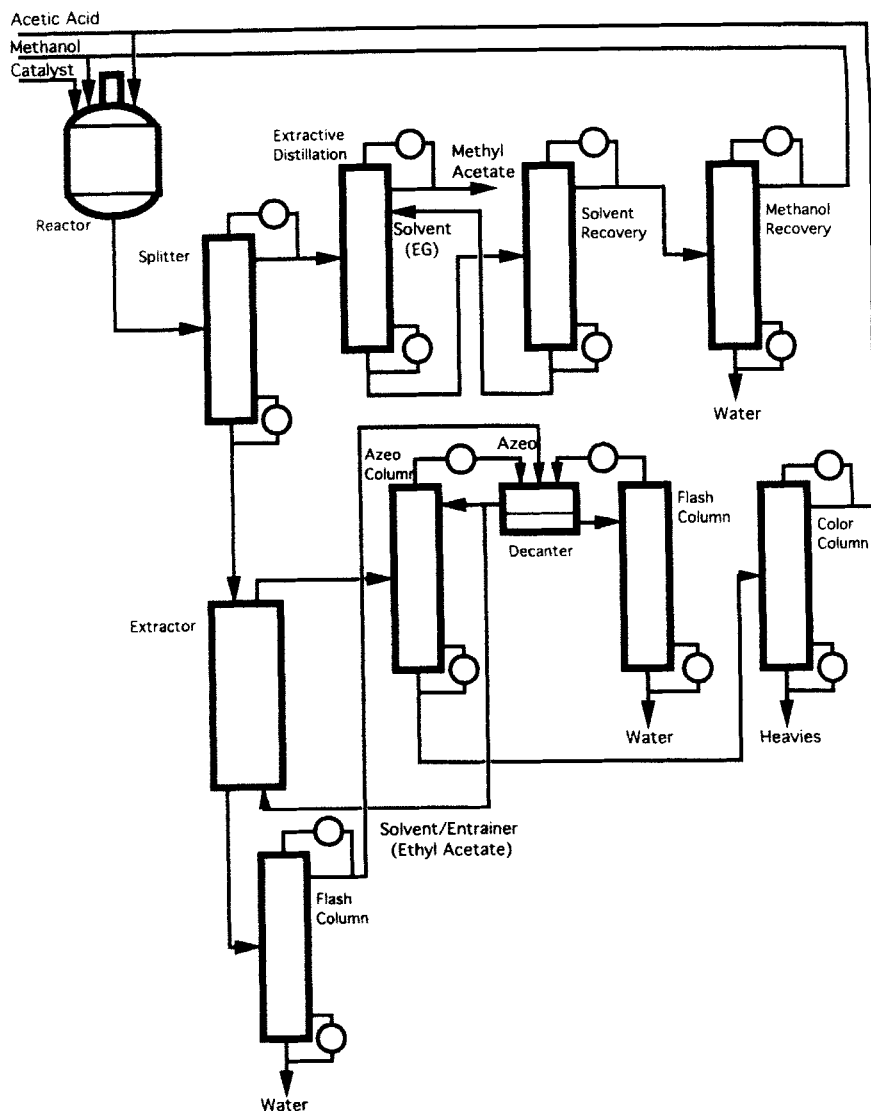 Acetic Acid
Methanol
Catalyst
Reactor
Splitter
Extractive
Distillation
Methyl
Acetate
Solvent
(EG)
Solvent
Recovery
Methanol
Recovery
Water
Azeo
Column
Azeo
Decanter
Flash
Column
Color
Column
Extractor
Water
Heavies
Solvent/Entrainer
(Ethyl Acetate)
Flash
Column
Water